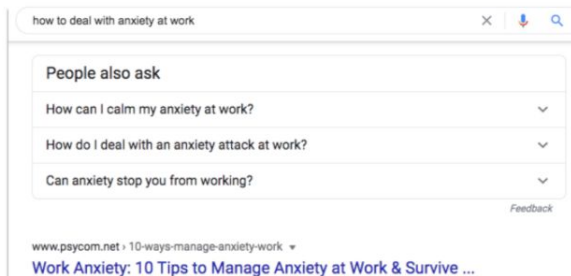 how to deal with anxiety at work
People also ask
How can I calm my anxiety at work?
How do I deal with an anxiety attack at work?
Can anxiety stop you from working?
Feedback
www.psycom.net › 10-ways-manage-anxiety-work
Work Anxiety: 10 Tips to Manage Anxiety at Work & Survive ...